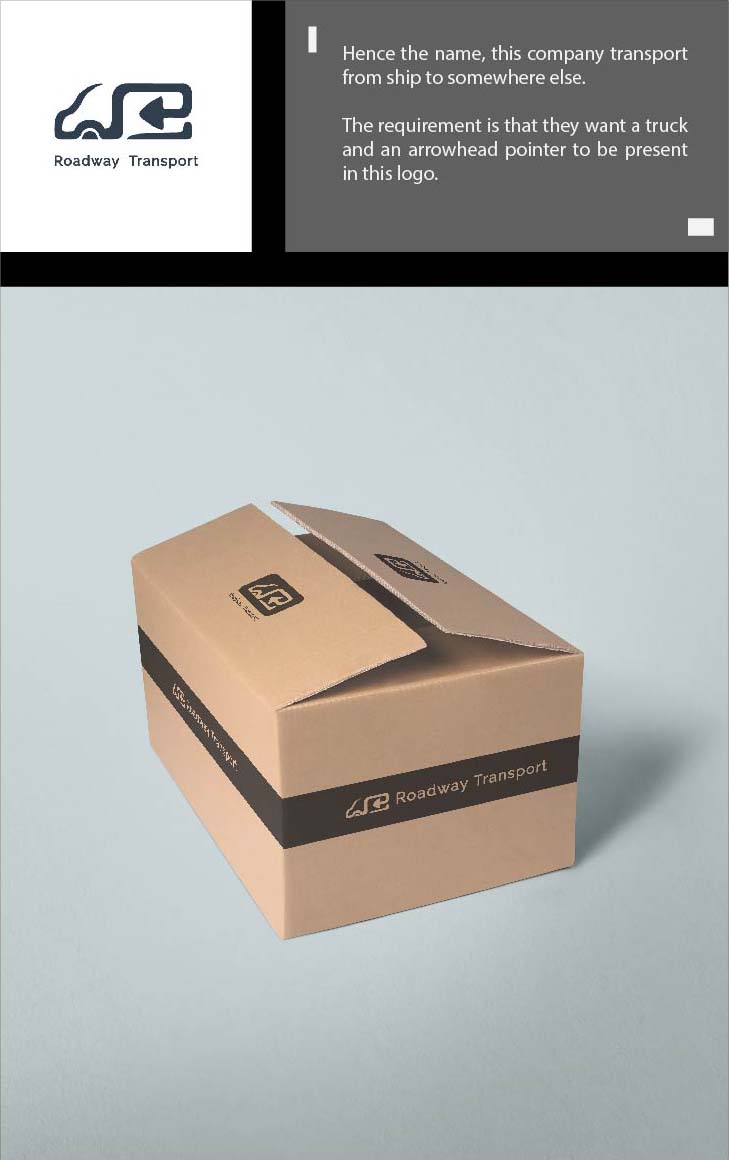 Roadway Transport
Hence the name, this company transport
from ship to somewhere else.
The requirement is that they want a truck
and an arrowhead pointer to be present
in this logo.
Roadway Transport
Roadway Transport